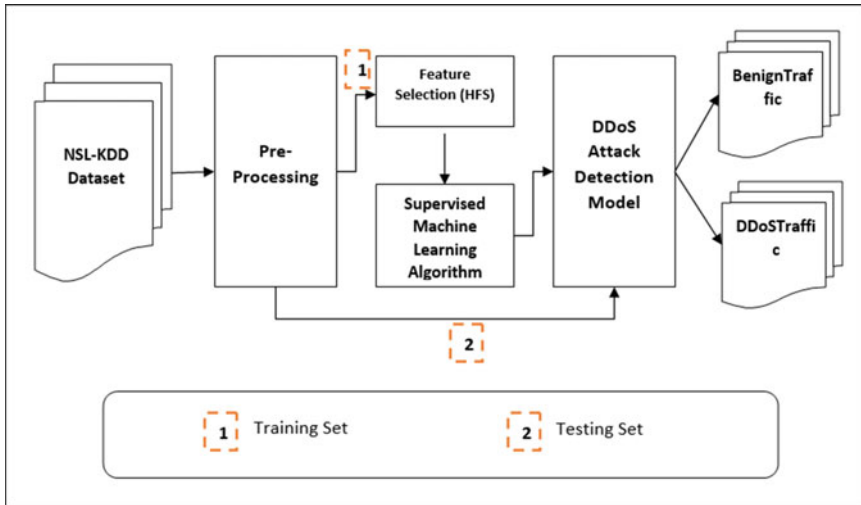 NSL-KDD
Dataset
Pre-
Processing
1
Feature
Selection (HFS)
Supervised
Machine
Learning
Algorithm
DDoS
Attack
Detection
Model
BenignTraf
fic
DDoSTraffi
c
2
1 Training Set
2 Testing Set